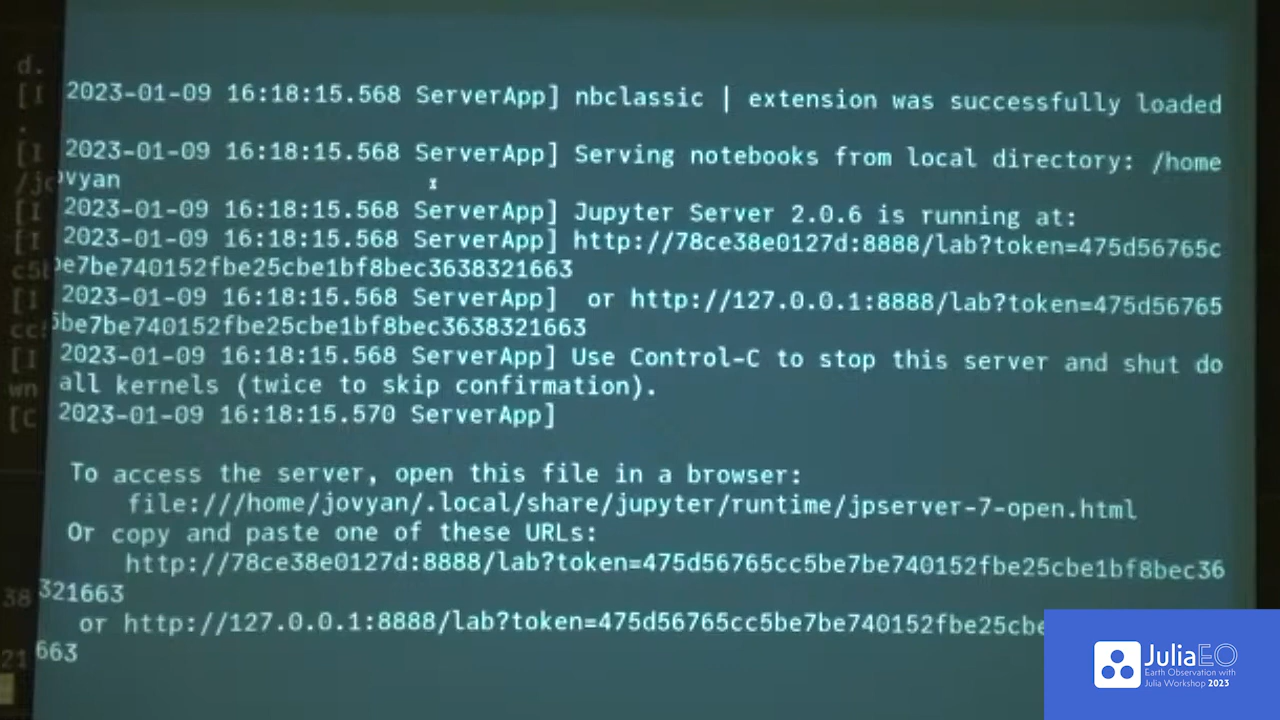 d.
[I 2023-01-09 16:18:15.568 ServerApp] nbclassic | extension was successfully loaded
.
[I 2023-01-09 16:18:15.568 ServerApp] Serving notebooks from local directory: /home
/jovyan
[I 2023-01-09 16:18:15.568 ServerApp] Jupyter Server 2.0.6 is running at:
[I 2023-01-09 16:18:15.568 ServerApp] http://78ce38e0127d:8888/lab?token=475d56765c
c5be7be740152fbe25cbe1bf8bec3638321663
[I 2023-01-09 16:18:15.568 ServerApp]  or http://127.0.0.1:8888/lab?token=475d56765
cc5be7be740152fbe25cbe1bf8bec3638321663
[I 2023-01-09 16:18:15.568 ServerApp] Use Control-C to stop this server and shut do
wn all kernels (twice to skip confirmation).
[C 2023-01-09 16:18:15.570 ServerApp]
To access the server, open this file in a browser:
file:///home/jovyan/.local/share/jupyter/runtime/jpserver-7-open.html
Or copy and paste one of these URLs:
http://78ce38e0127d:8888/lab?token=475d56765cc5be7be740152fbe25cbe1bf8bec36
38321663
or http://127.0.0.1:8888/lab?token=475d56765cc5be7be740152fbe25cbe
21663
JuliaEO
Earth Observation with
Julia Workshop 2023